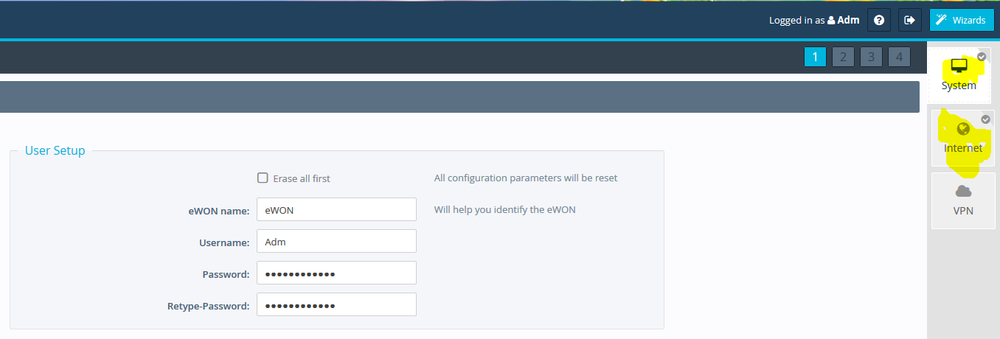 Logged in as Adm
Wizards
1 2 3 4
System
Internet
VPN
User Setup
Erase all first All configuration parameters will be reset
eWON name: eWON Will help you identify the eWON
Username: Adm
Password: ●●●●●●●●●●●●
Retype-Password: ●●●●●●●●●●●●